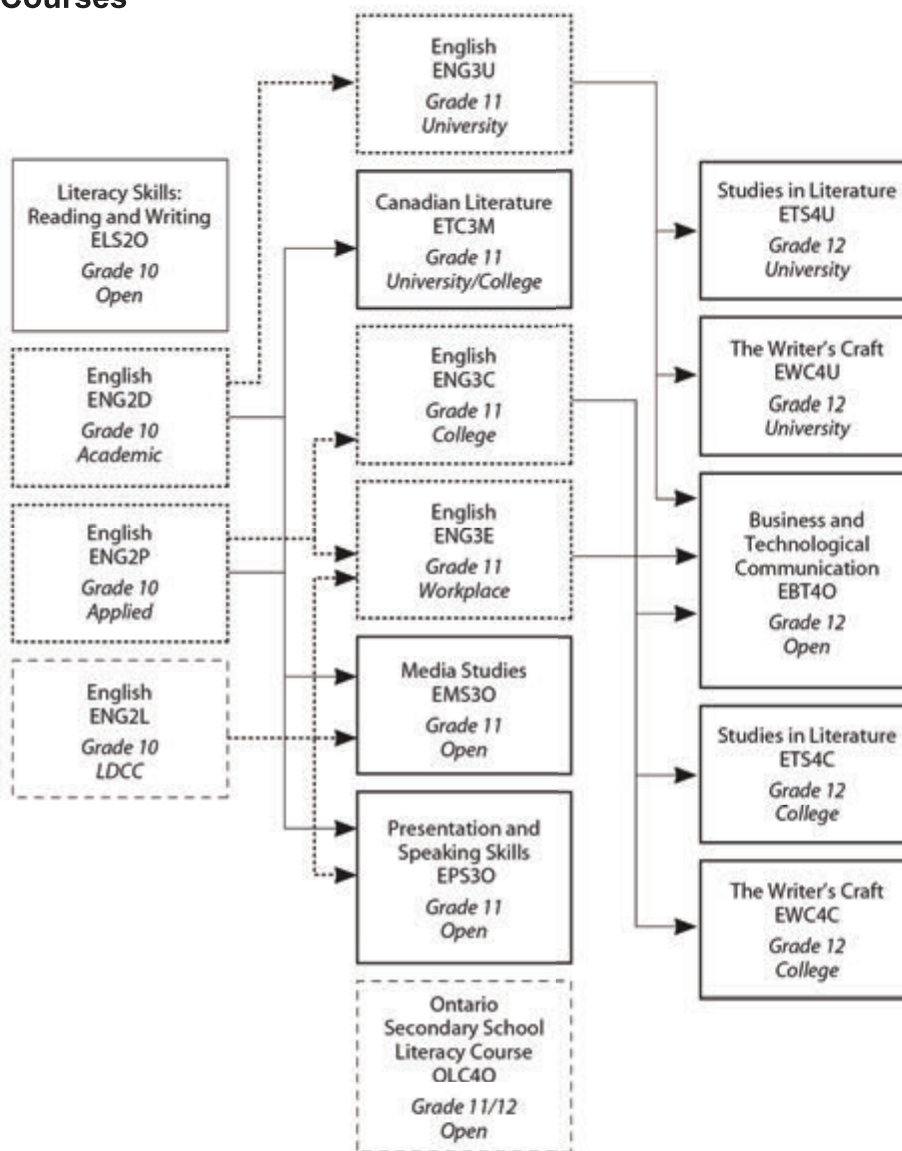 Courses
English
ENG3U
Grade 11
University
Literacy Skills:
Reading and Writing
ELS2O
Grade 10
Open
English
ENG2D
Grade 10
Academic
English
ENG2P
Grade 10
Applied
English
ENG2L
Grade 10
LDCC
Canadian Literature
ETC3M
Grade 11
University/College
English
ENG3C
Grade 11
College
English
ENG3E
Grade 11
Workplace
Media Studies
EMS3O
Grade 11
Open
Presentation and
Speaking Skills
EPS3O
Grade 11
Open
Ontario
Secondary School
Literacy Course
OLC4O
Grade 11/12
Open
Studies in Literature
ETS4U
Grade 12
University
The Writer's Craft
EWC4U
Grade 12
University
Business and
Technological
Communication
EBT4O
Grade 12
Open
Studies in Literature
ETS4C
Grade 12
College
The Writer's Craft
EWC4C
Grade 12
College